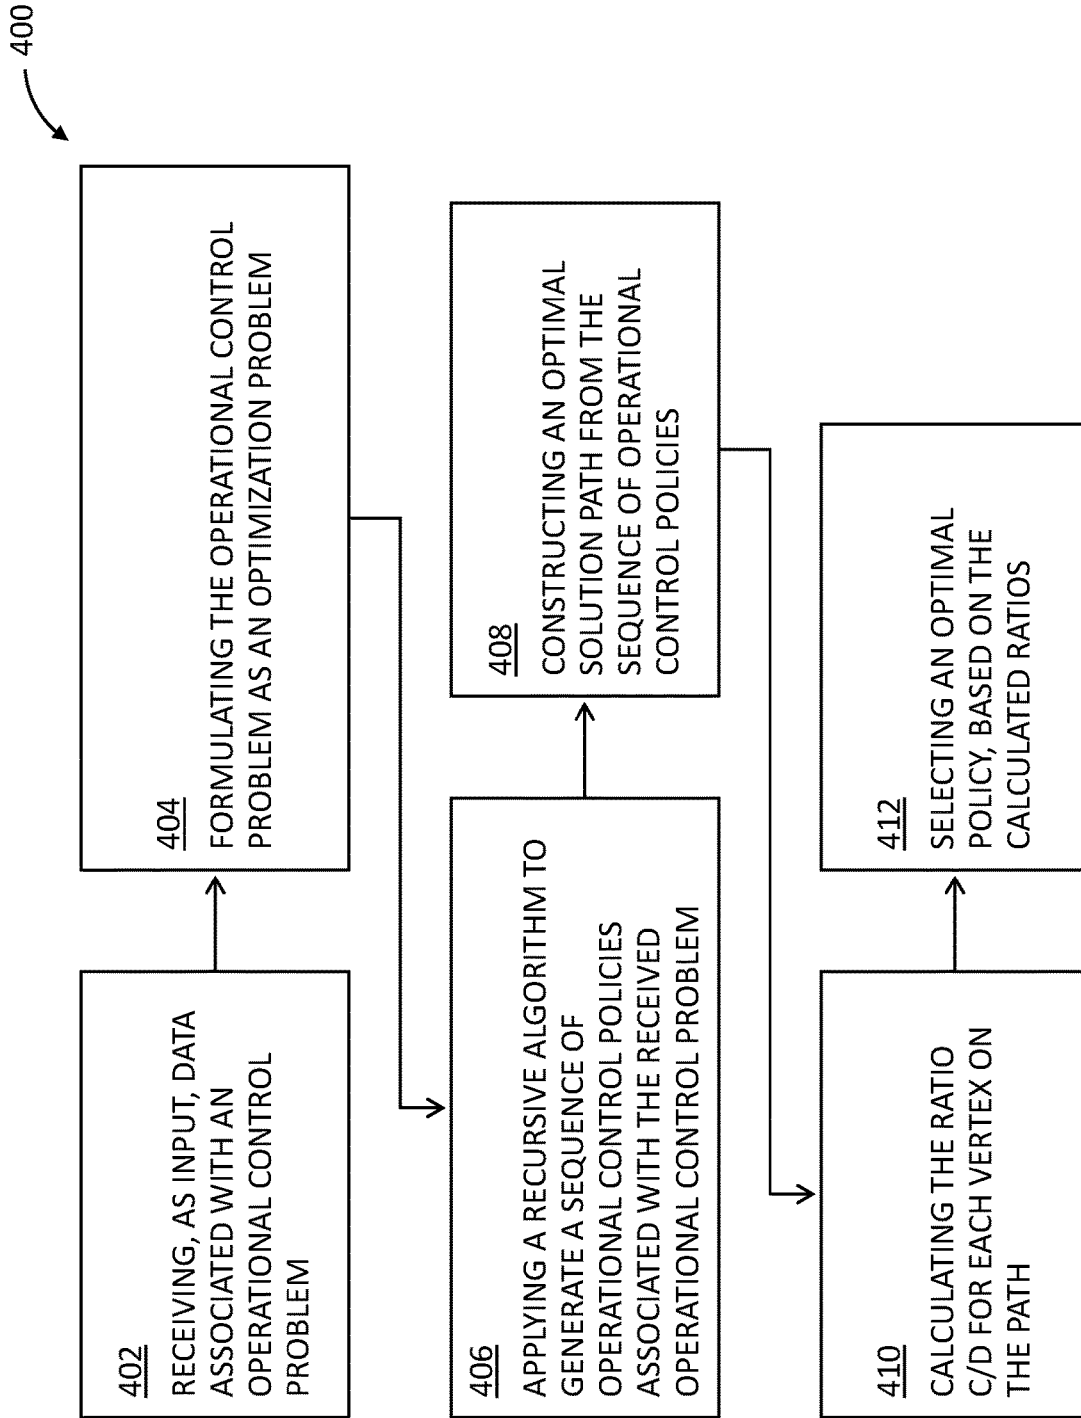 400
402
RECEIVING, AS INPUT, DATA
ASSOCIATED WITH AN
OPERATIONAL CONTROL
PROBLEM
404
FORMULATING THE OPERATIONAL CONTROL
PROBLEM AS AN OPTIMIZATION PROBLEM
406
APPLYING A RECURSIVE ALGORITHM TO
GENERATE A SEQUENCE OF
OPERATIONAL CONTROL POLICIES
ASSOCIATED WITH THE RECEIVED
OPERATIONAL CONTROL PROBLEM
408
CONSTRUCTING AN OPTIMAL
SOLUTION PATH FROM THE
SEQUENCE OF OPERATIONAL
CONTROL POLICIES
410
CALCULATING THE RATIO
C/D FOR EACH VERTEX ON
THE PATH
412
SELECTING AN OPTIMAL
POLICY, BASED ON THE
CALCULATED RATIOS